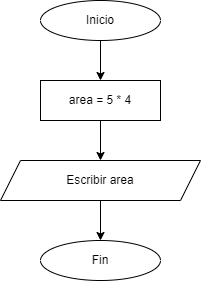 Inicio
area = 5 * 4
Escribir area
Fin